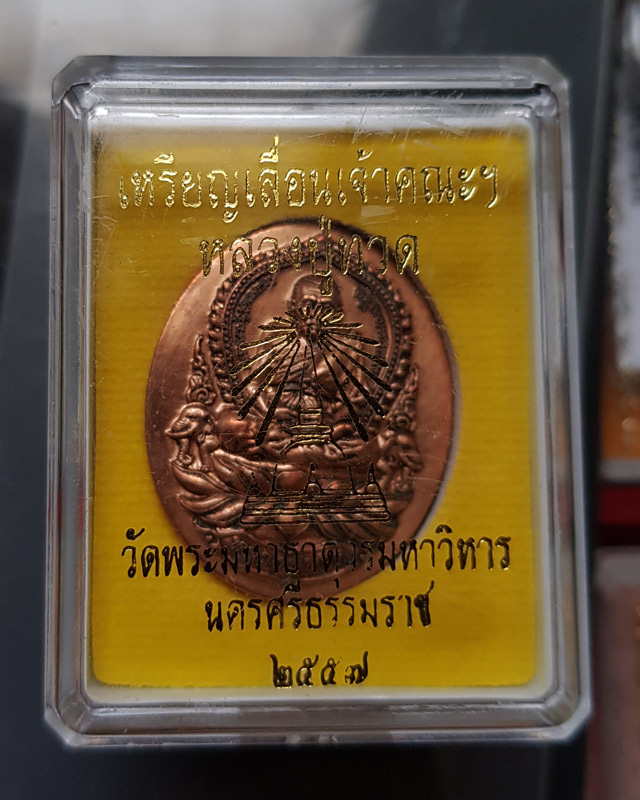 เหรียญเลื่อนเจ้าคณะฯ
หลวงปู่ทวด
วัดพระมหาธาตุวรมหาวิหาร
นครศรีธรรมราช
๒๕๕๗